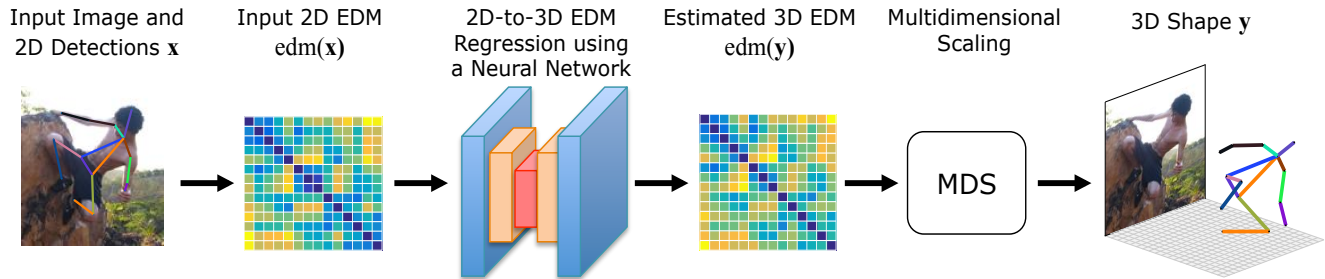 Input Image and
2D Detections x
Input 2D EDM
edm(x)
2D-to-3D EDM
Regression using
a Neural Network
Estimated 3D EDM
edm(y)
Multidimensional
Scaling
MDS
3D Shape y